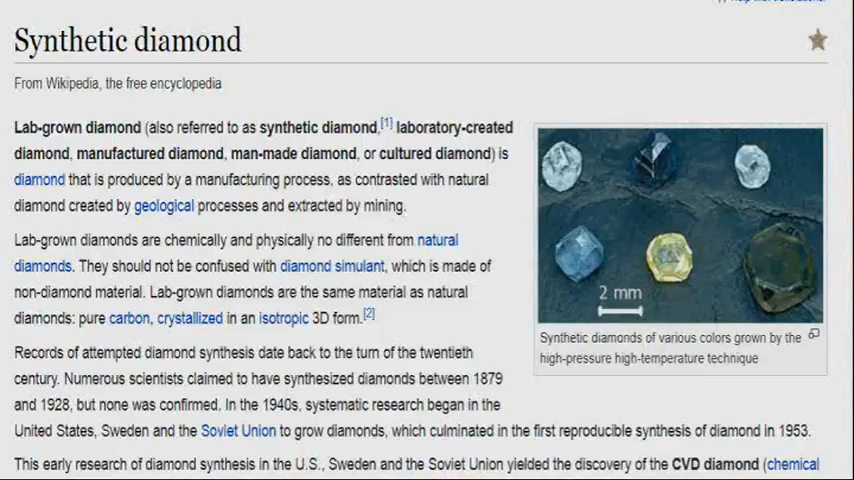 Help with translations!
Synthetic diamond
From Wikipedia, the free encyclopedia
Lab-grown diamond (also referred to as synthetic diamond,[1] laboratory-created
diamond, manufactured diamond, man-made diamond, or cultured diamond) is
diamond that is produced by a manufacturing process, as contrasted with natural
diamond created by geological processes and extracted by mining.
Lab-grown diamonds are chemically and physically no different from natural
diamonds. They should not be confused with diamond simulant, which is made of
non-diamond material. Lab-grown diamonds are the same material as natural
diamonds: pure carbon, crystallized in an isotropic 3D form.[2]
2 mm
Synthetic diamonds of various colors grown by the
high-pressure high-temperature technique
Records of attempted diamond synthesis date back to the turn of the twentieth
century. Numerous scientists claimed to have synthesized diamonds between 1879
and 1928, but none was confirmed. In the 1940s, systematic research began in the
United States, Sweden and the Soviet Union to grow diamonds, which culminated in the first reproducible synthesis of diamond in 1953.
This early research of diamond synthesis in the U.S., Sweden and the Soviet Union yielded the discovery of the CVD diamond (chemical